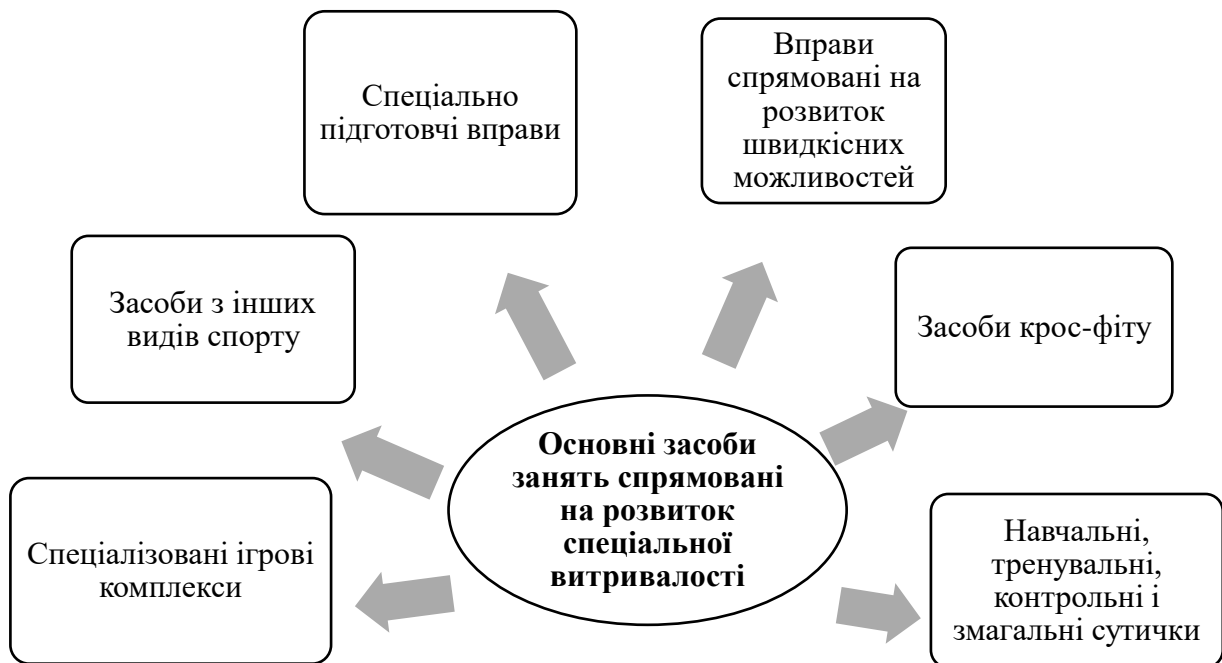 Спеціально
підготовчі вправи
Вправи
спрямовані на
розвиток
швидкісних
можливостей
Засоби з інших
видів спорту
Засоби крос-фіту
Основні засоби
занять спрямовані
на розвиток
спеціальної
витривалості
Спеціалізовані ігрові
комплекси
Навчальні,
тренувальні,
контрольні і
змагальні сутички